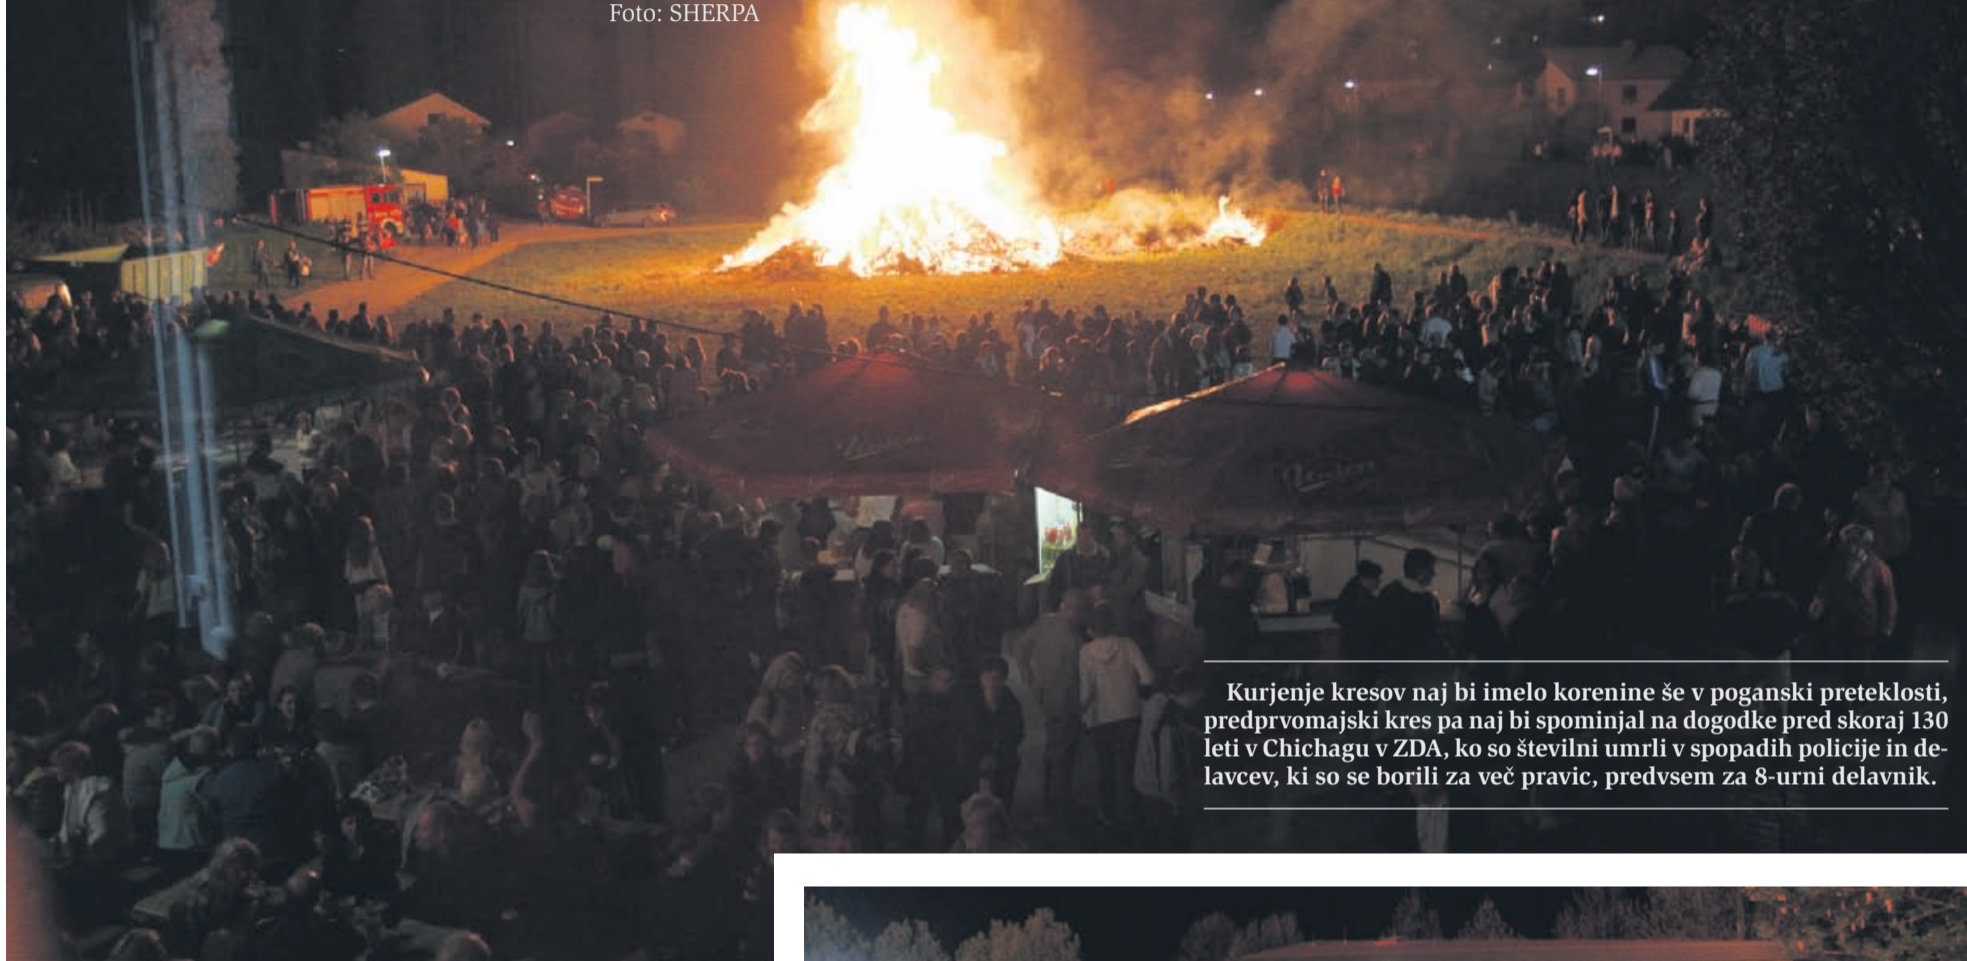 Foto: SHERPA
Kurjenje kresov naj bi imelo korenine še v poganski preteklosti,
predprvomajski kres pa naj bi spominjal na dogodke pred skoraj 130
leti v Chichagu v ZDA, ko so številni umrli v spopadih policije in de-
lavcev, ki so se borili za več pravic, predvsem za 8-urni delavnik.